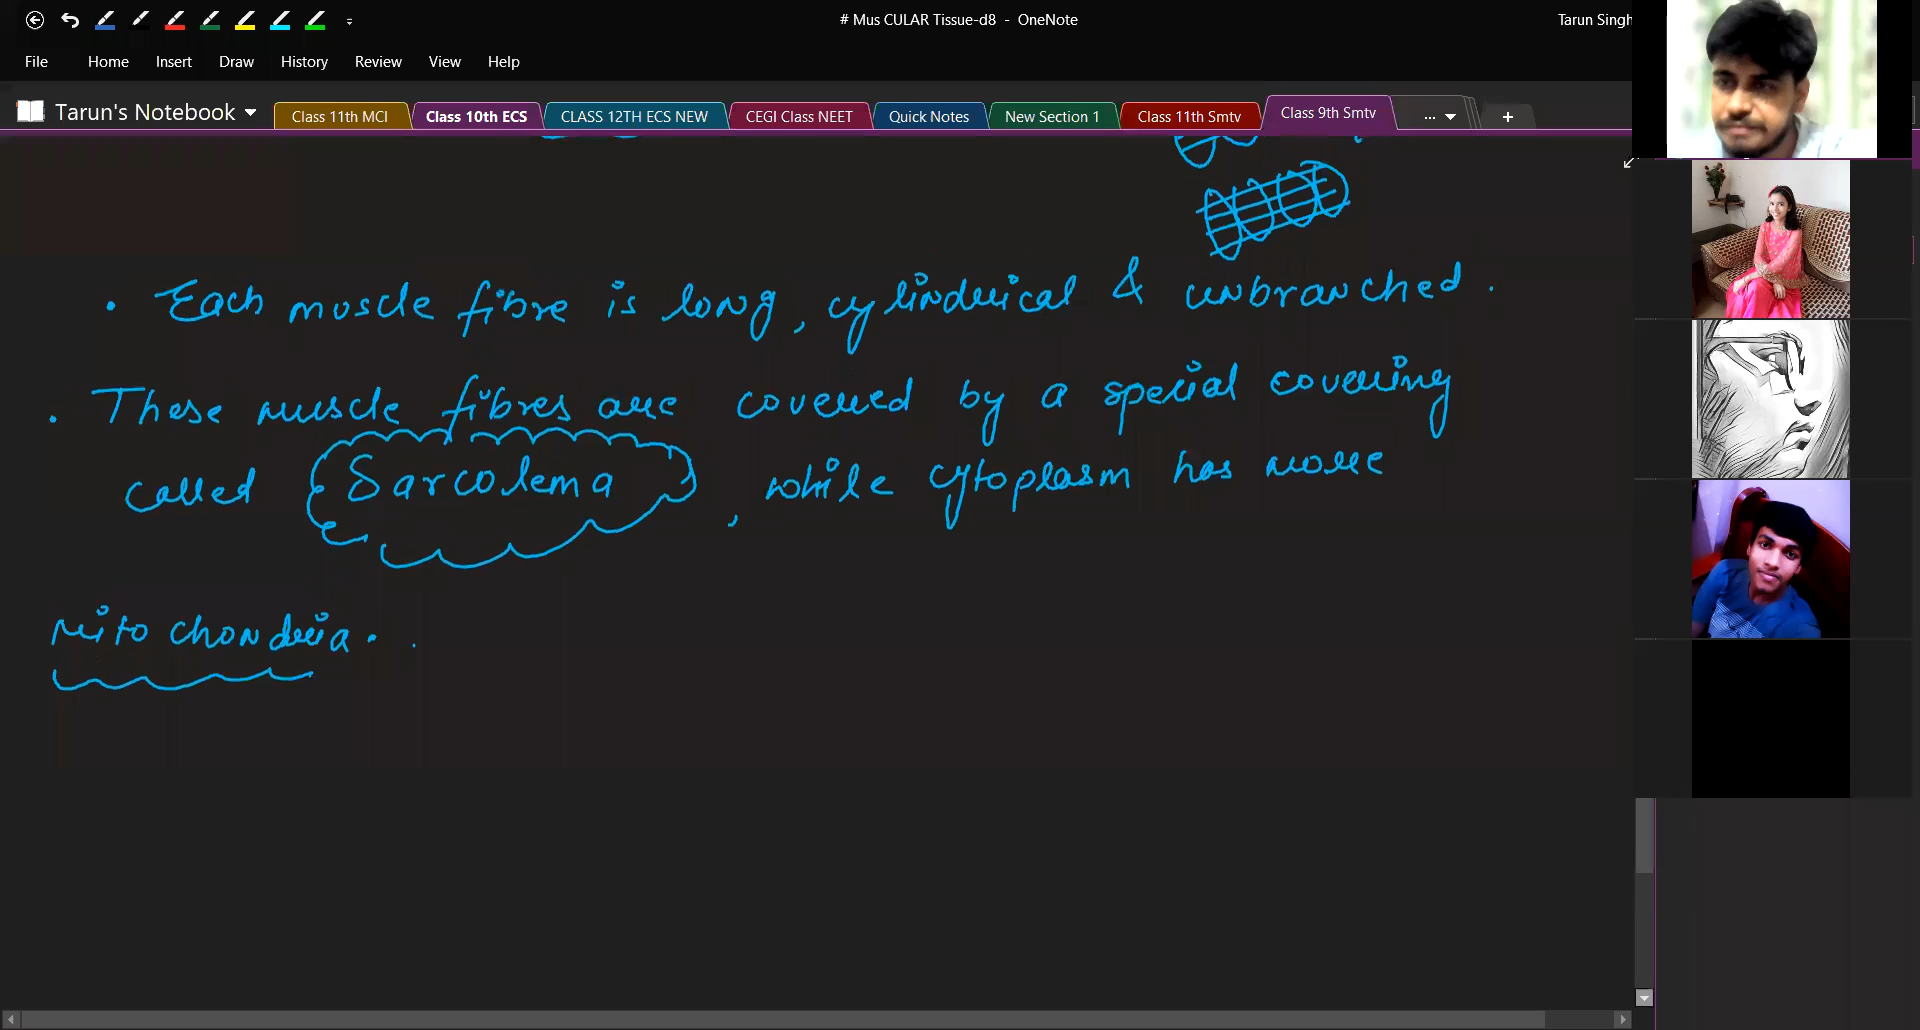 # Mus CULAR Tissue-d8 - OneNote
Tarun Singh
File Home Insert Draw History Review View Help
Tarun's Notebook
Class 11th MCI Class 10th ECS CLASS 12TH ECS NEW CEGI Class NEET Quick Notes New Section 1 Class 11th Smtv Class 9th Smtv ... +
• Each muscle fibre is long, cylindrical & unbranched.
• These muscle fibres are covered by a special covering
called Sarcolema, while cytoplasm has more
mito chondria.